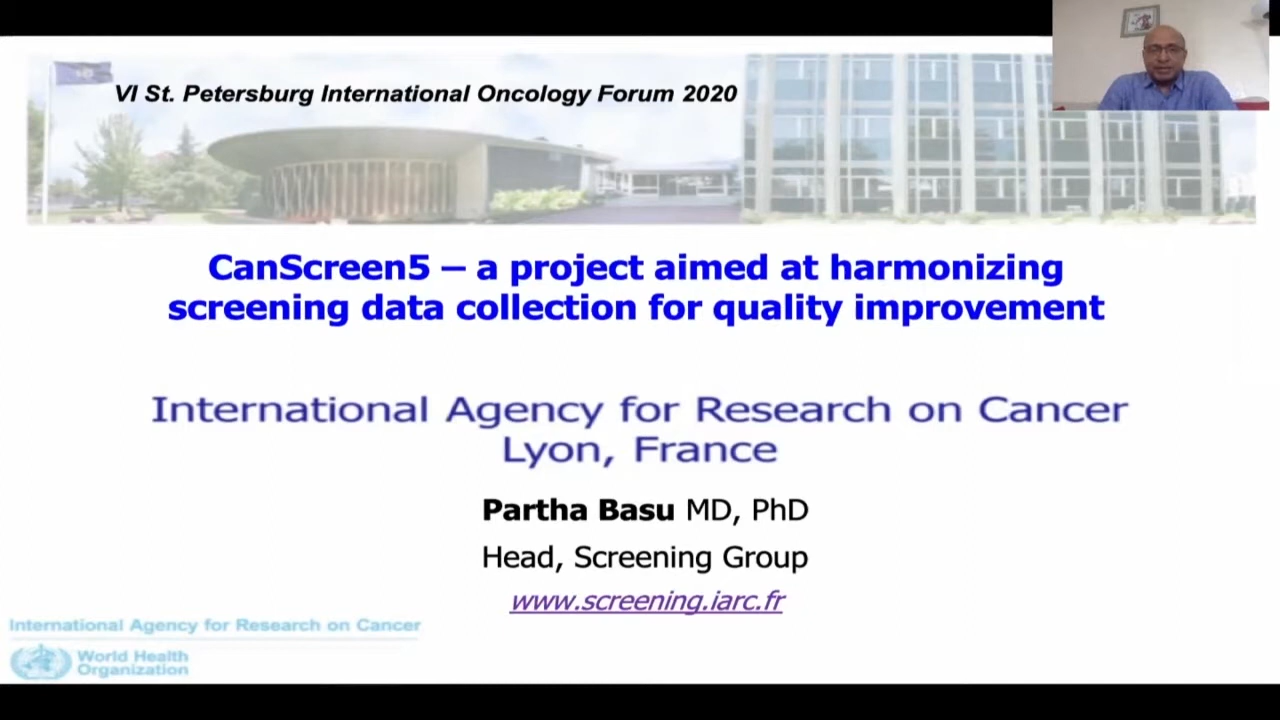 VI St. Petersburg International Oncology Forum 2020
CanScreen5 – a project aimed at harmonizing
screening data collection for quality improvement
International Agency for Research on Cancer
Lyon, France
Partha Basu MD, PhD
Head, Screening Group
www.screening.iarc.fr
International Agency for Research on Cancer
World Health
Organization